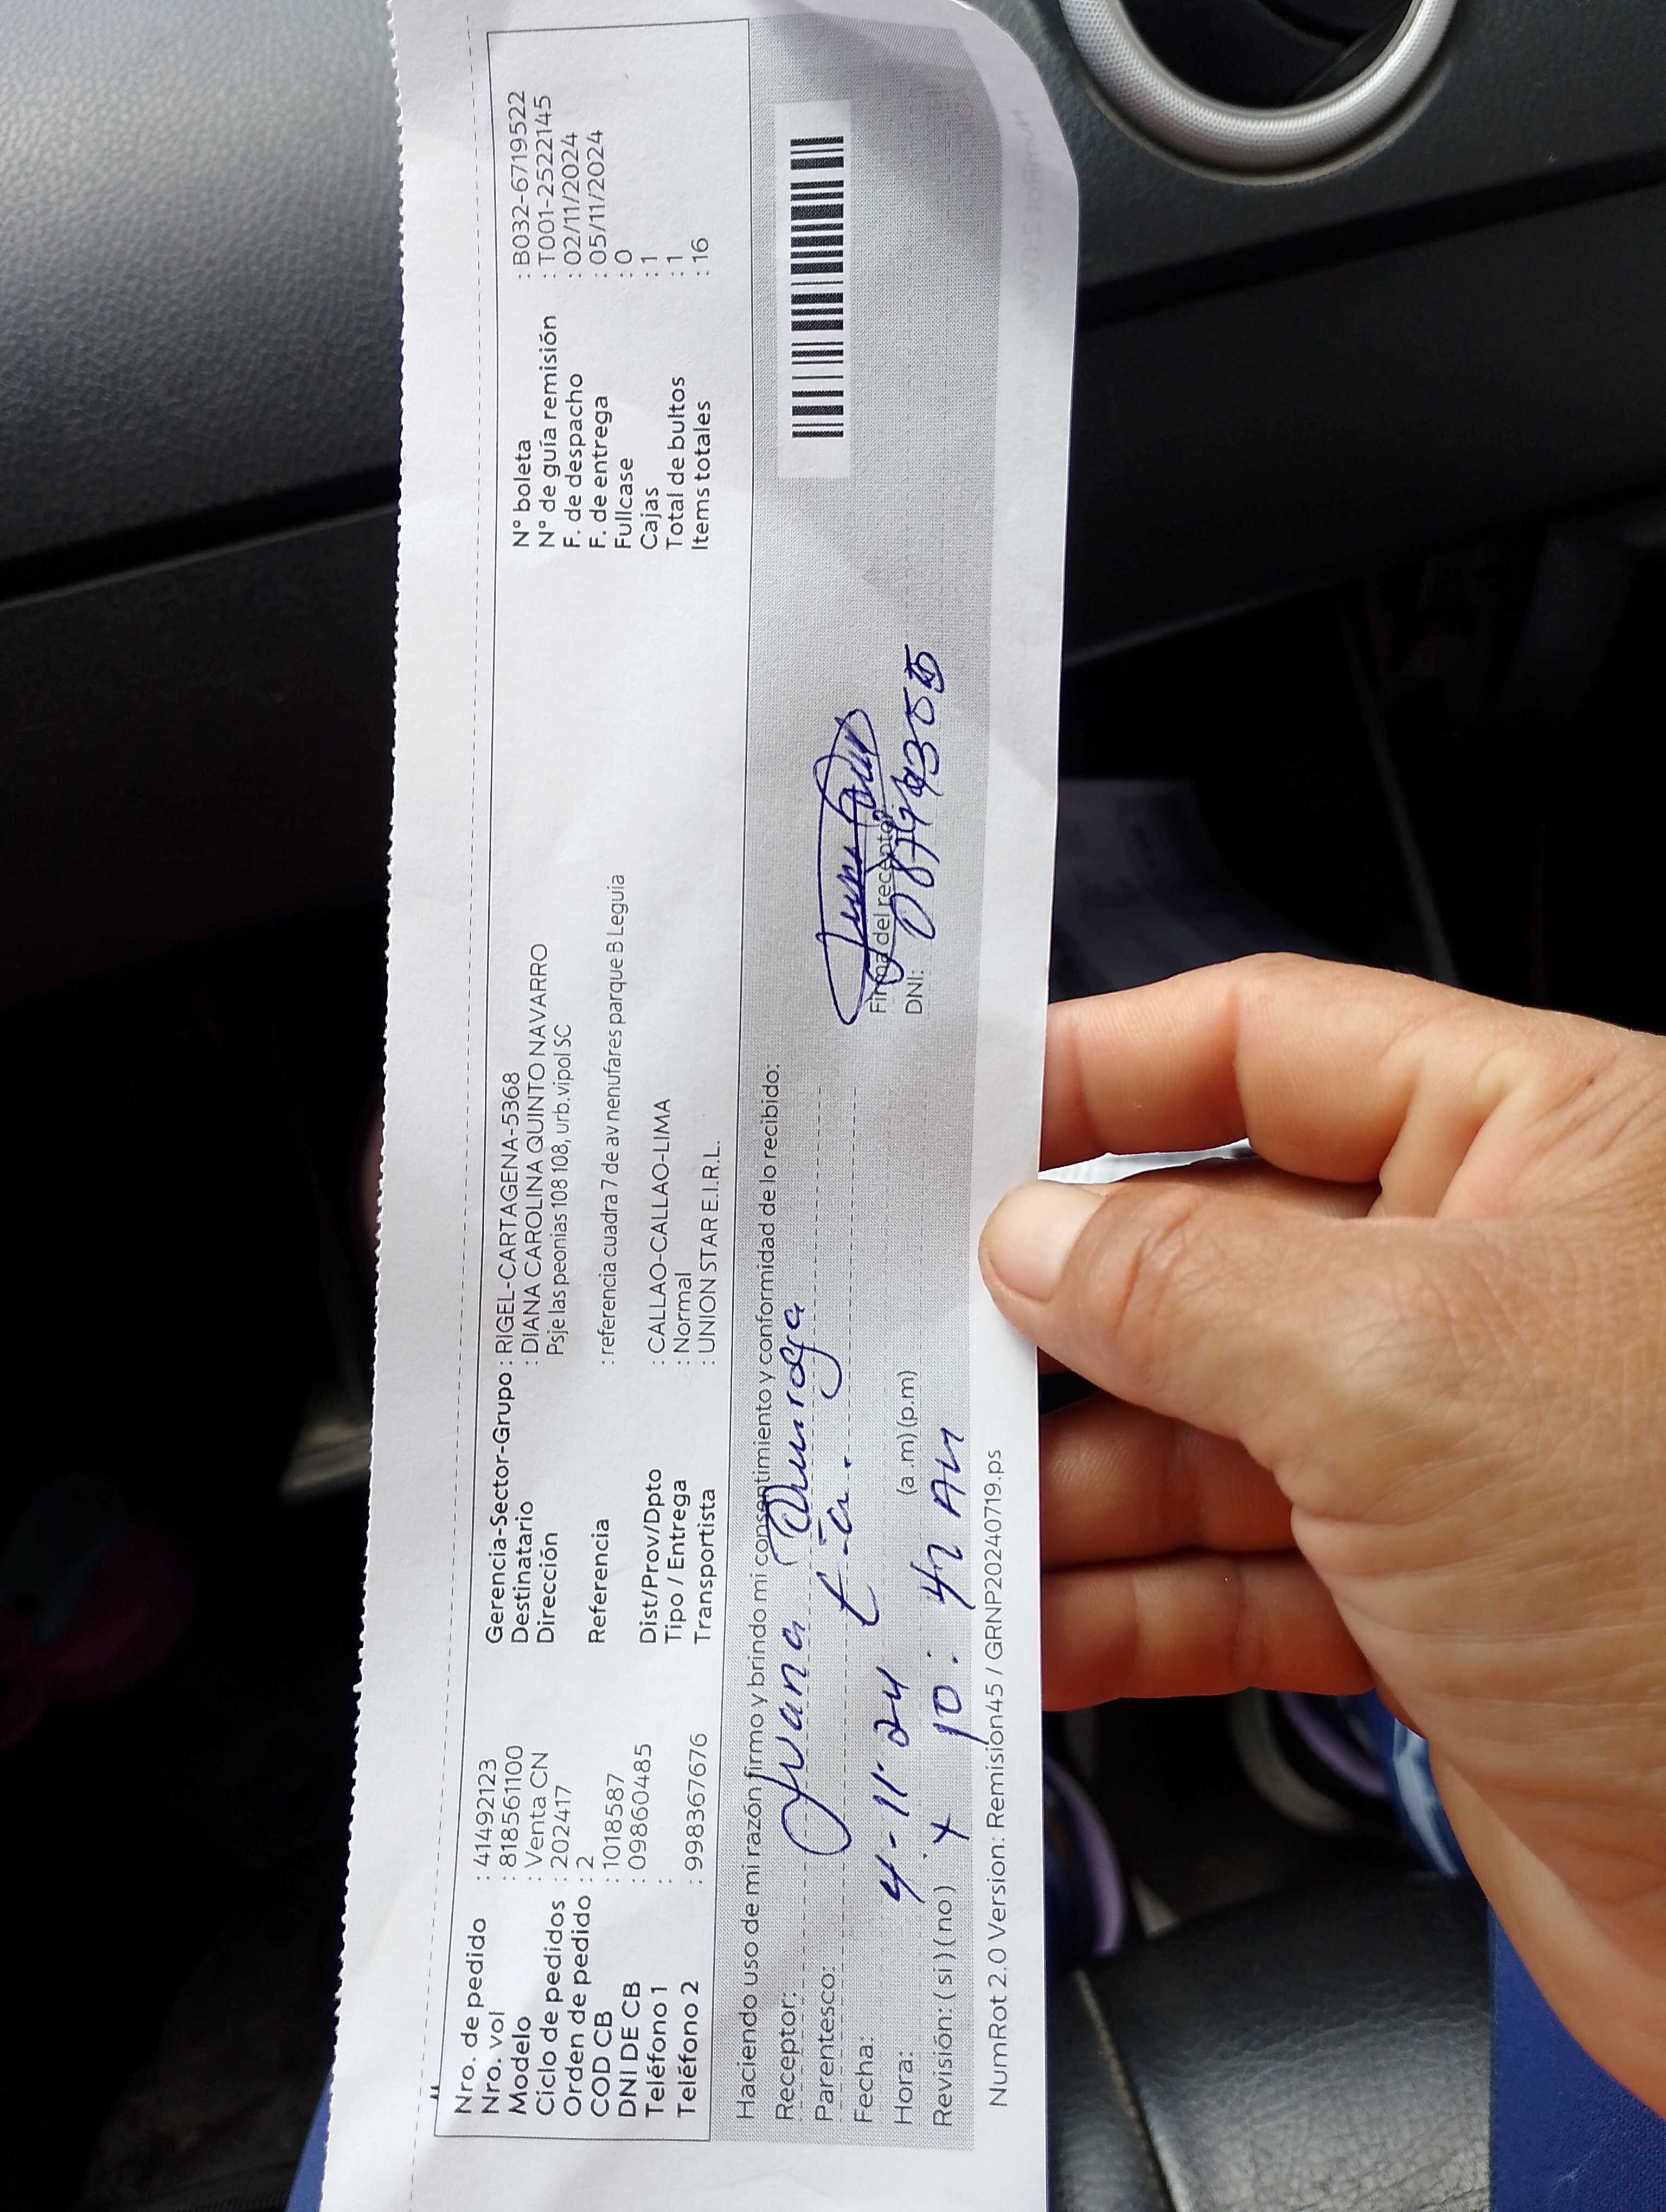 Nro. de pedido : 41492123
Nro. vol : 818561100
Modelo : Venta CN
Ciclo de pedidos : 202417
Orden de pedido : 2
COD CB : 1018587
DNI DE CB : 09860485
Teléfono 1 :
Teléfono 2 : 998367676
Gerencia-Sector-Grupo : RIGEL-CARTAGENA-5368
Destinatario : DIANA CAROLINA QUINTO NAVARRO
Dirección Psje las peonias 108 108, urb.vipol SC
Referencia : referencia cuadra 7 de av nenufares parque B Leguia
Dist/Prov/Dpto : CALLAO-CALLAO-LIMA
Tipo / Entrega : Normal
Transportista : UNION STAR E.I.R.L.
N° boleta : B032-6719522
N° de guía remisión : T001-2522145
F. de despacho : 02/11/2024
F. de entrega : 05/11/2024
Fullcase : 0
Cajas : 1
Total de bultos : 1
Items totales : 16
Haciendo uso de mi razón firmo y brindo mi consentimiento y conformidad de lo recibido:
Receptor: Juana Quiroga
Parentesco: tía.
Fecha: 4-11-24
Hora: 10:42 AM (a.m) (p.m)
Revisión: ( si ) ( no ) x
Firma del receptor
DNI:
NumRot 2.0 Version: Remision45 / GRNP20240719.ps